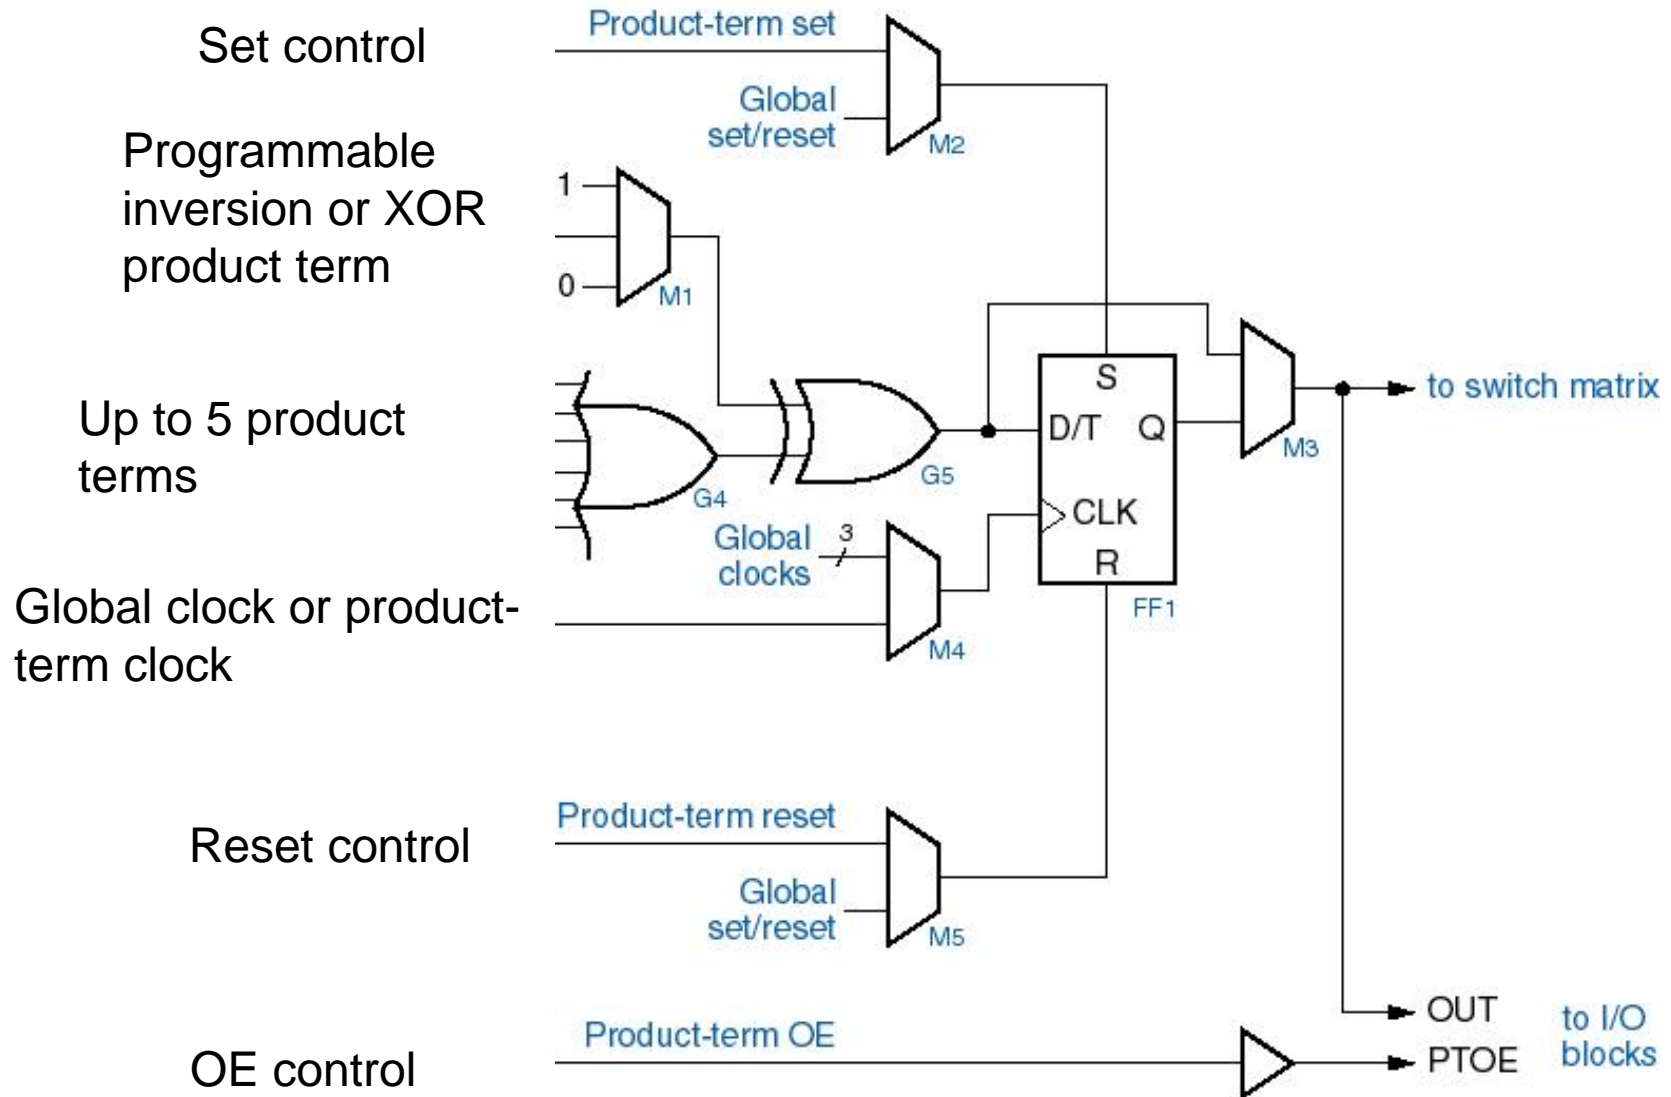 Set control
Product-term set
Global
set/reset
M2
Programmable
inversion or XOR
product term
1
0
M1
S
D/T
Q
CLK
R
FF1
M3
to switch matrix
Up to 5 product
terms
G4
G5
Global
clocks
3
M4
Global clock or product-
term clock
Reset control
Product-term reset
Global
set/reset
M5
OE control
Product-term OE
OUT
PTOE
to I/O
blocks